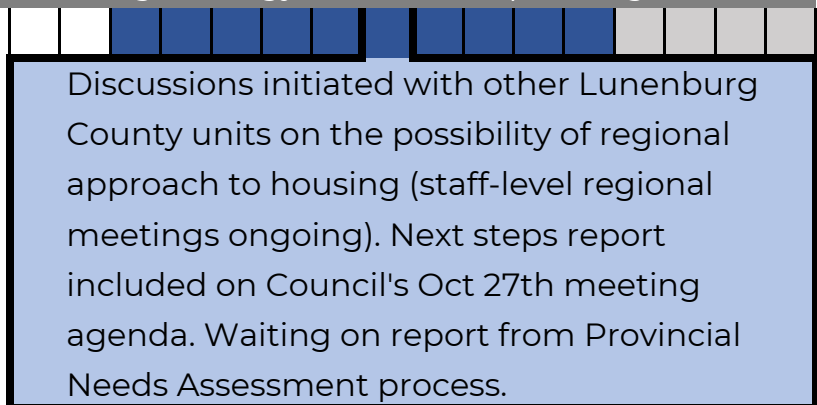 Discussions initiated with other Lunenburg
County units on the possibility of regional
approach to housing (staff-level regional
meetings ongoing). Next steps report
included on Council's Oct 27th meeting
agenda. Waiting on report from Provincial
Needs Assessment process.